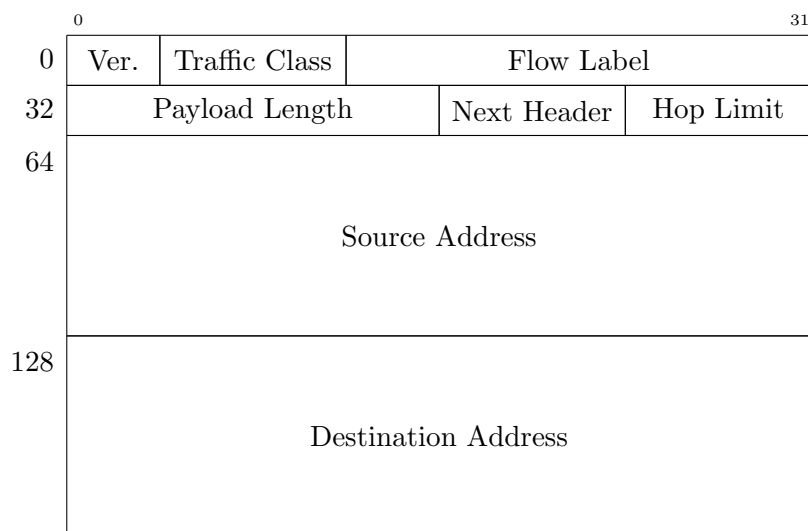 0 31
0 Ver. Traffic Class Flow Label
32 Payload Length Next Header Hop Limit
64
Source Address
128
Destination Address